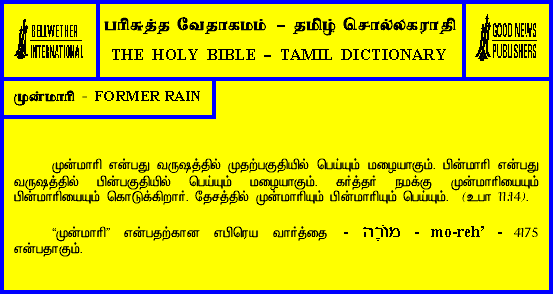 BELLWETHER
INTERNATIONAL
பரிசுத்த வேதாகமம் – தமிழ் சொல்லகராதி
THE HOLY BIBLE – TAMIL DICTIONARY
GOOD NEWS
PUBLISHERS
முன்மாரி - FORMER RAIN
முன்மாரி என்பது வருஷத்தில் முதற்பகுதியில் பெய்யும் மழையாகும். பின்மாரி என்பது
வருஷத்தில் பின்பகுதியில் பெய்யும் மழையாகும். கர்த்தர் நமக்கு முன்மாரியையும்
பின்மாரியையும் கொடுக்கிறார். தேசத்தில் முன்மாரியும் பின்மாரியும் பெய்யும். (உபா 11:14).
“முன்மாரி” என்பதற்கான எபிரெய வார்த்தை - מוֹרֶה - mo-reh’ - 4175
என்பதாகும்.